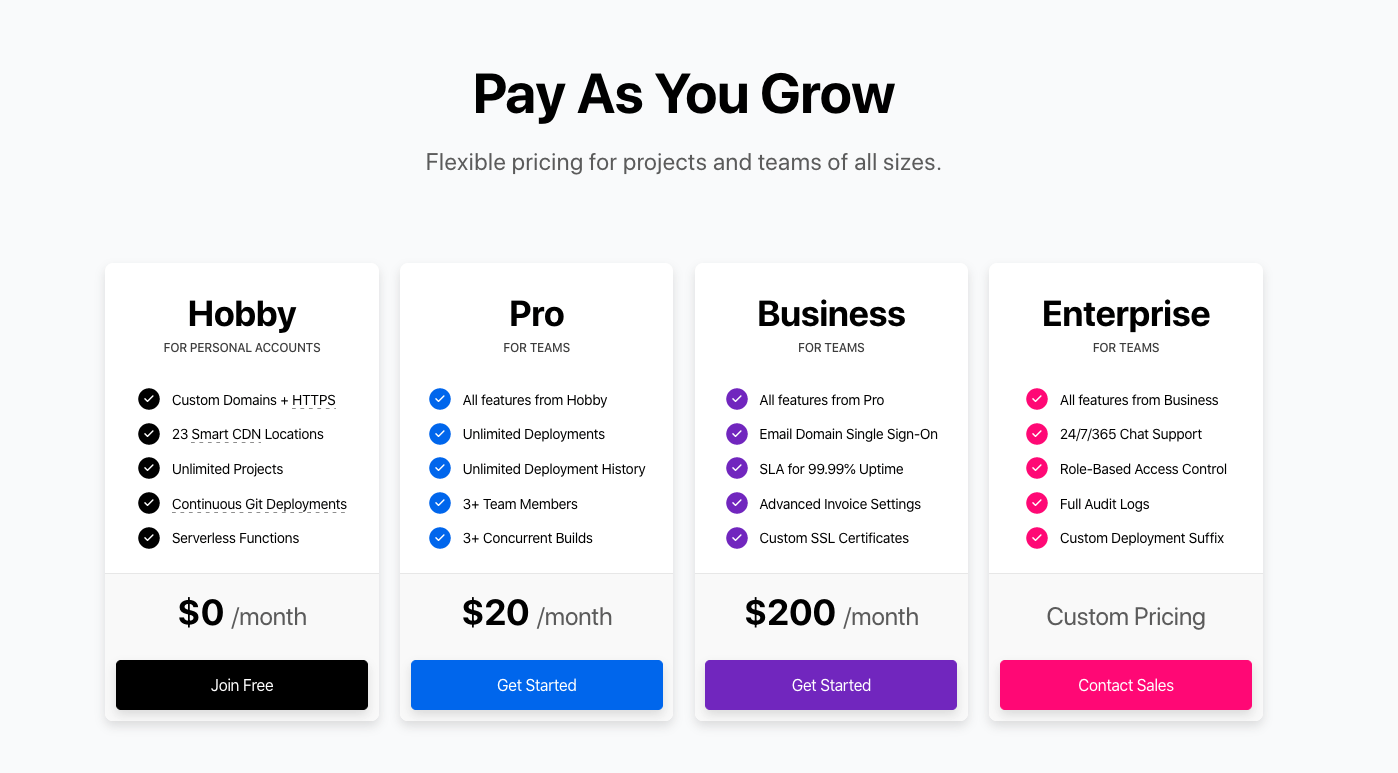 Pay As You Grow
Flexible pricing for projects and teams of all sizes.
Hobby
FOR PERSONAL ACCOUNTS
Custom Domains + HTTPS
23 Smart CDN Locations
Unlimited Projects
Continuous Git Deployments
Serverless Functions
$0 /month
Join Free
Pro
FOR TEAMS
All features from Hobby
Unlimited Deployments
Unlimited Deployment History
3+ Team Members
3+ Concurrent Builds
$20 /month
Get Started
Business
FOR TEAMS
All features from Pro
Email Domain Single Sign-On
SLA for 99.99% Uptime
Advanced Invoice Settings
Custom SSL Certificates
$200 /month
Get Started
Enterprise
FOR TEAMS
All features from Business
24/7/365 Chat Support
Role-Based Access Control
Full Audit Logs
Custom Deployment Suffix
Custom Pricing
Contact Sales